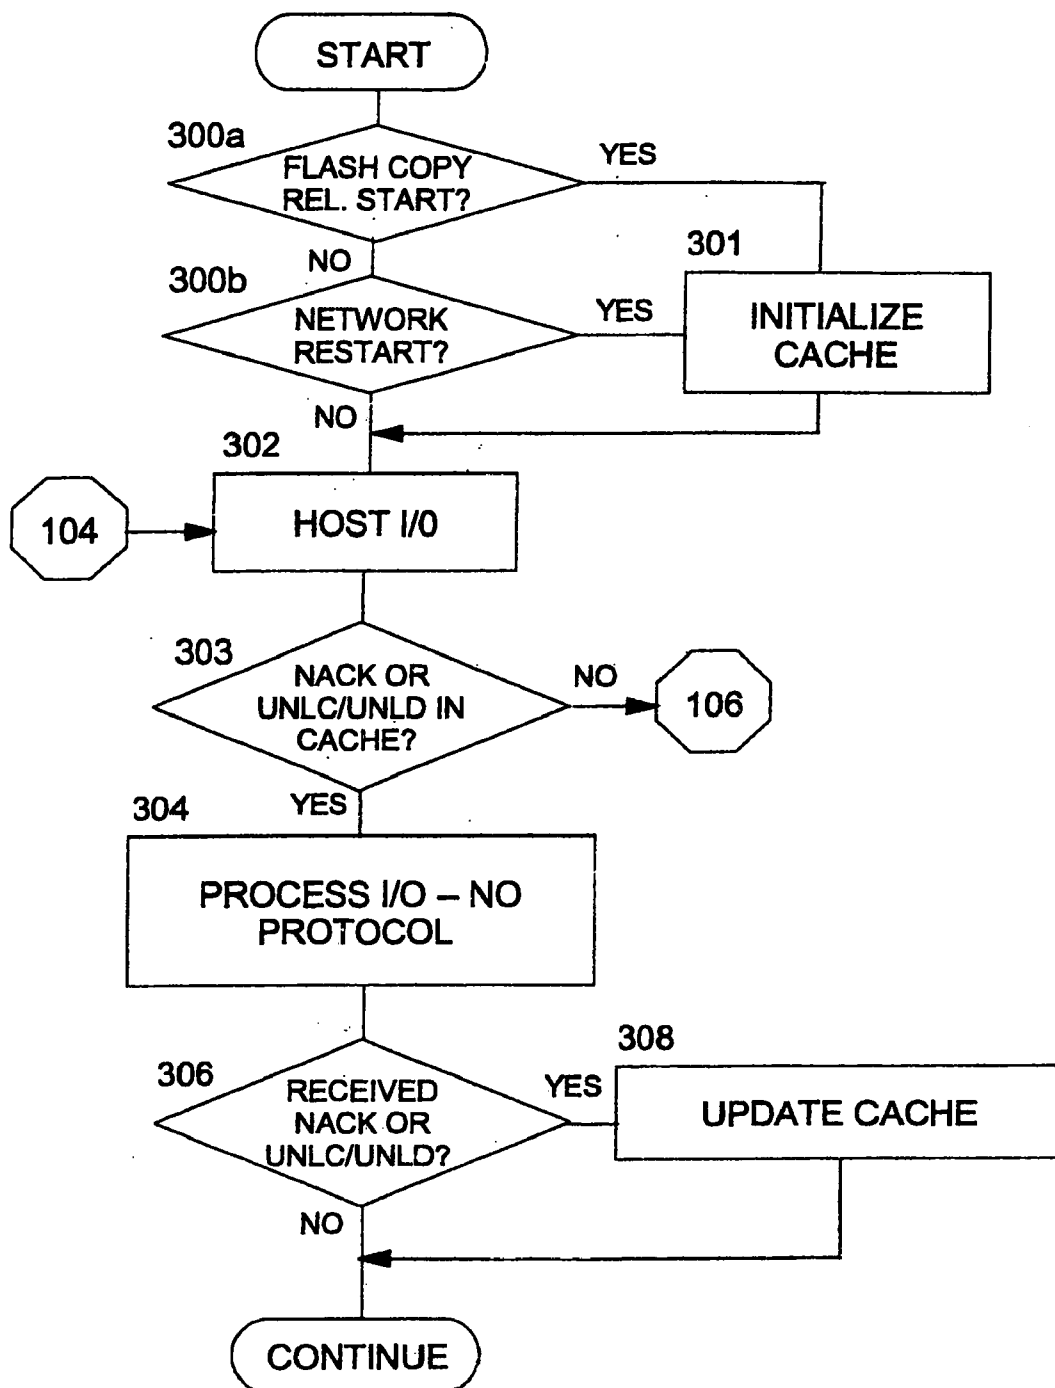 START
300a
FLASH COPY
REL. START?
YES
NO
301
INITIALIZE
CACHE
300b
NETWORK
RESTART?
YES
NO
302
HOST I/0
104
303
NACK OR
UNLC/UNLD IN
CACHE?
NO
106
YES
304
PROCESS I/O – NO
PROTOCOL
306
RECEIVED
NACK OR
UNLC/UNLD?
YES
308
UPDATE CACHE
NO
CONTINUE